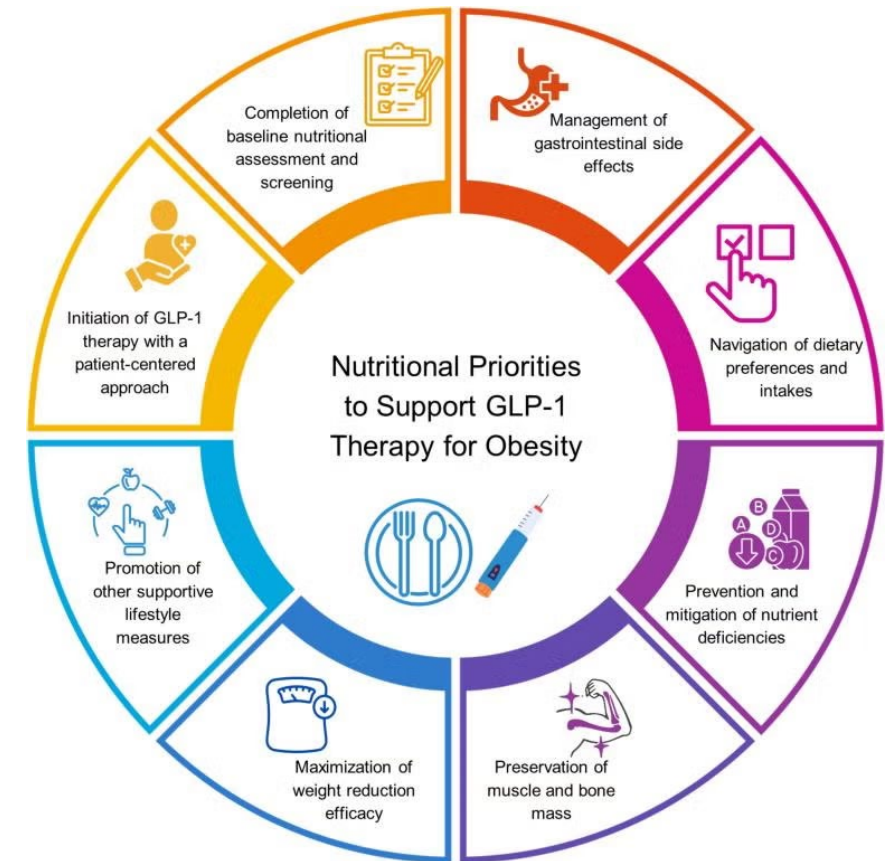 Nutritional Priorities
to Support GLP-1
Therapy for Obesity
Initiation of GLP-1
therapy with a
patient-centered
approach
Completion of
baseline nutritional
assessment and
screening
Management of
gastrointestinal side
effects
Navigation of dietary
preferences and
intakes
B
A
D
C
Prevention and
mitigation of nutrient
deficiencies
Preservation of
muscle and bone
mass
Maximization of
weight reduction
efficacy
Promotion of
other supportive
lifestyle
measures